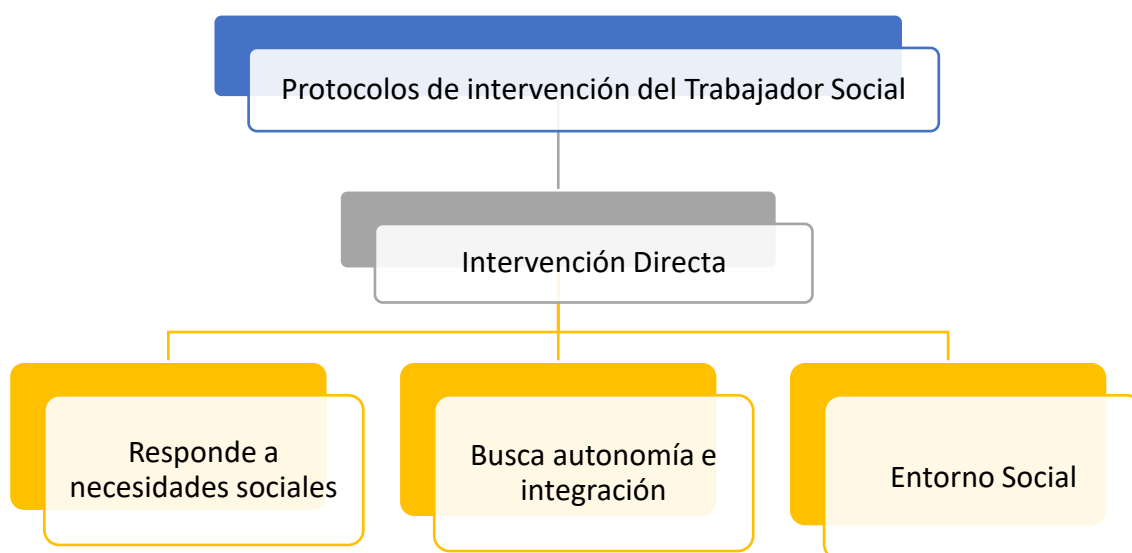 Protocolos de intervención del Trabajador Social
Intervención Directa
Responde a
necesidades sociales
Busca autonomía e
integración
Entorno Social